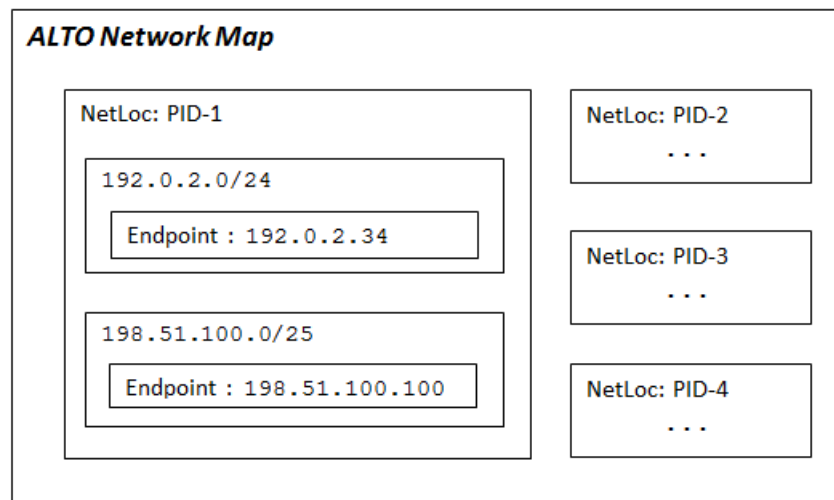 ALTO Network Map
NetLoc: PID-1
192.0.2.0/24
Endpoint : 192.0.2.34
198.51.100.0/25
Endpoint : 198.51.100.100
NetLoc: PID-2
. . .
NetLoc: PID-3
. . .
NetLoc: PID-4
. . .